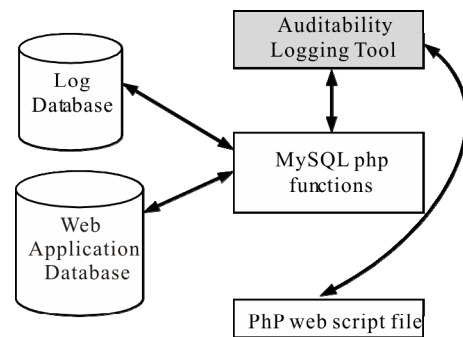 Auditability
Logging Tool
Log
Database
MySQL php
functions
Web
Application
Database
PhP web script file